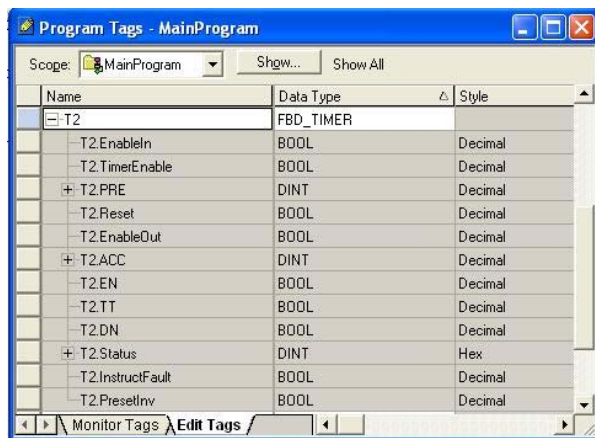 Program Tags - MainProgram
Scope: MainProgram Show... Show All
Name Data Type Style
T2 FBD_TIMER
T2.EnableIn BOOL Decimal
T2.TimerEnable BOOL Decimal
T2.PRE DINT Decimal
T2.Reset BOOL Decimal
T2.EnableOut BOOL Decimal
T2.ACC DINT Decimal
T2.EN BOOL Decimal
T2.TT BOOL Decimal
T2.DN BOOL Decimal
T2.Status DINT Hex
T2.InstructFault BOOL Decimal
T2.PresetInv BOOL Decimal
Monitor Tags Edit Tags